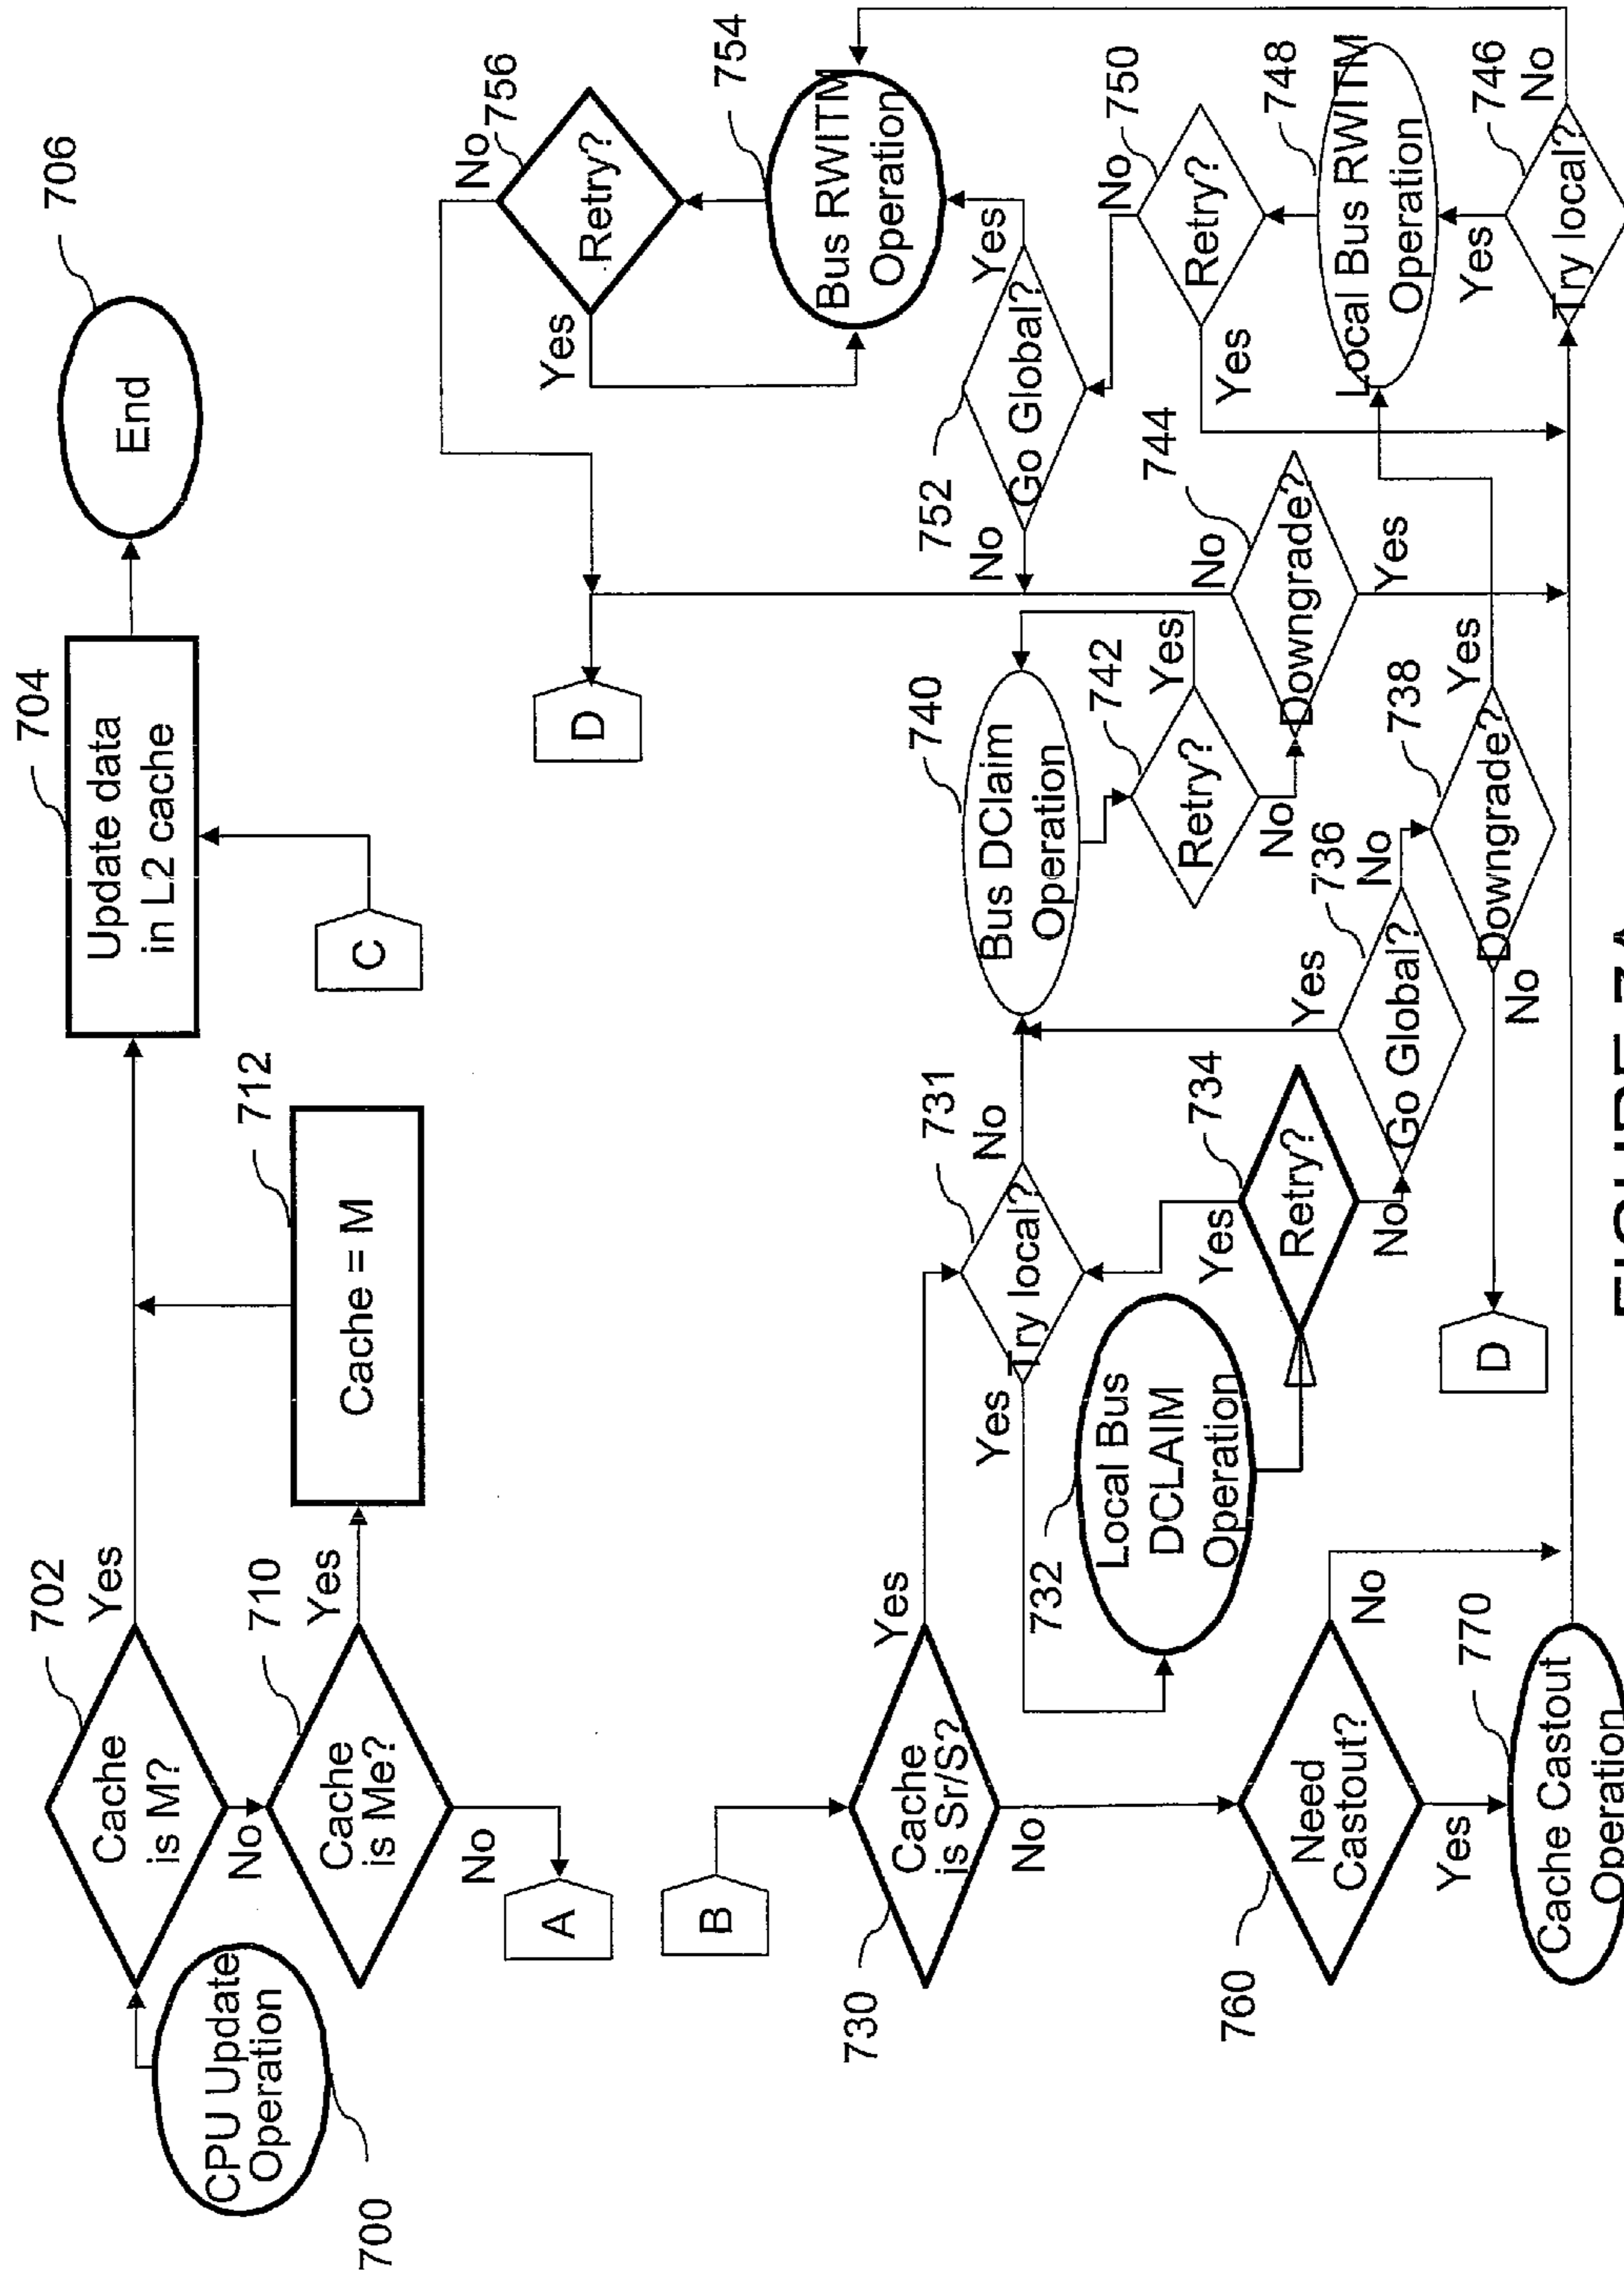 700
CPU Update
Operation
702
Cache
is M?
Yes
No
704
Update data
in L2 cache
706
End
710
Cache
is Me?
Yes
No
712
Cache = M
C
A
B
D
730
Cache
is Sr/S?
Yes
No
731
Try local?
No
Yes
732
Local Bus
DCLAIM
Operation
734
Retry?
Yes
No
736
Go Global?
Yes
No
738
Downgrade?
Yes
No
D
740
Bus DClaim
Operation
742
Retry?
Yes
No
744
Downgrade?
No
Yes
746
Try local?
No
Yes
748
Local Bus RWITM
Operation
750
Retry?
No
Yes
752
Go Global?
Yes
No
754
Bus RWITM
Operation
756
Retry?
No
Yes
760
Need
Castout?
No
Yes
770
Cache Castout
Operation
FIGURE 7A